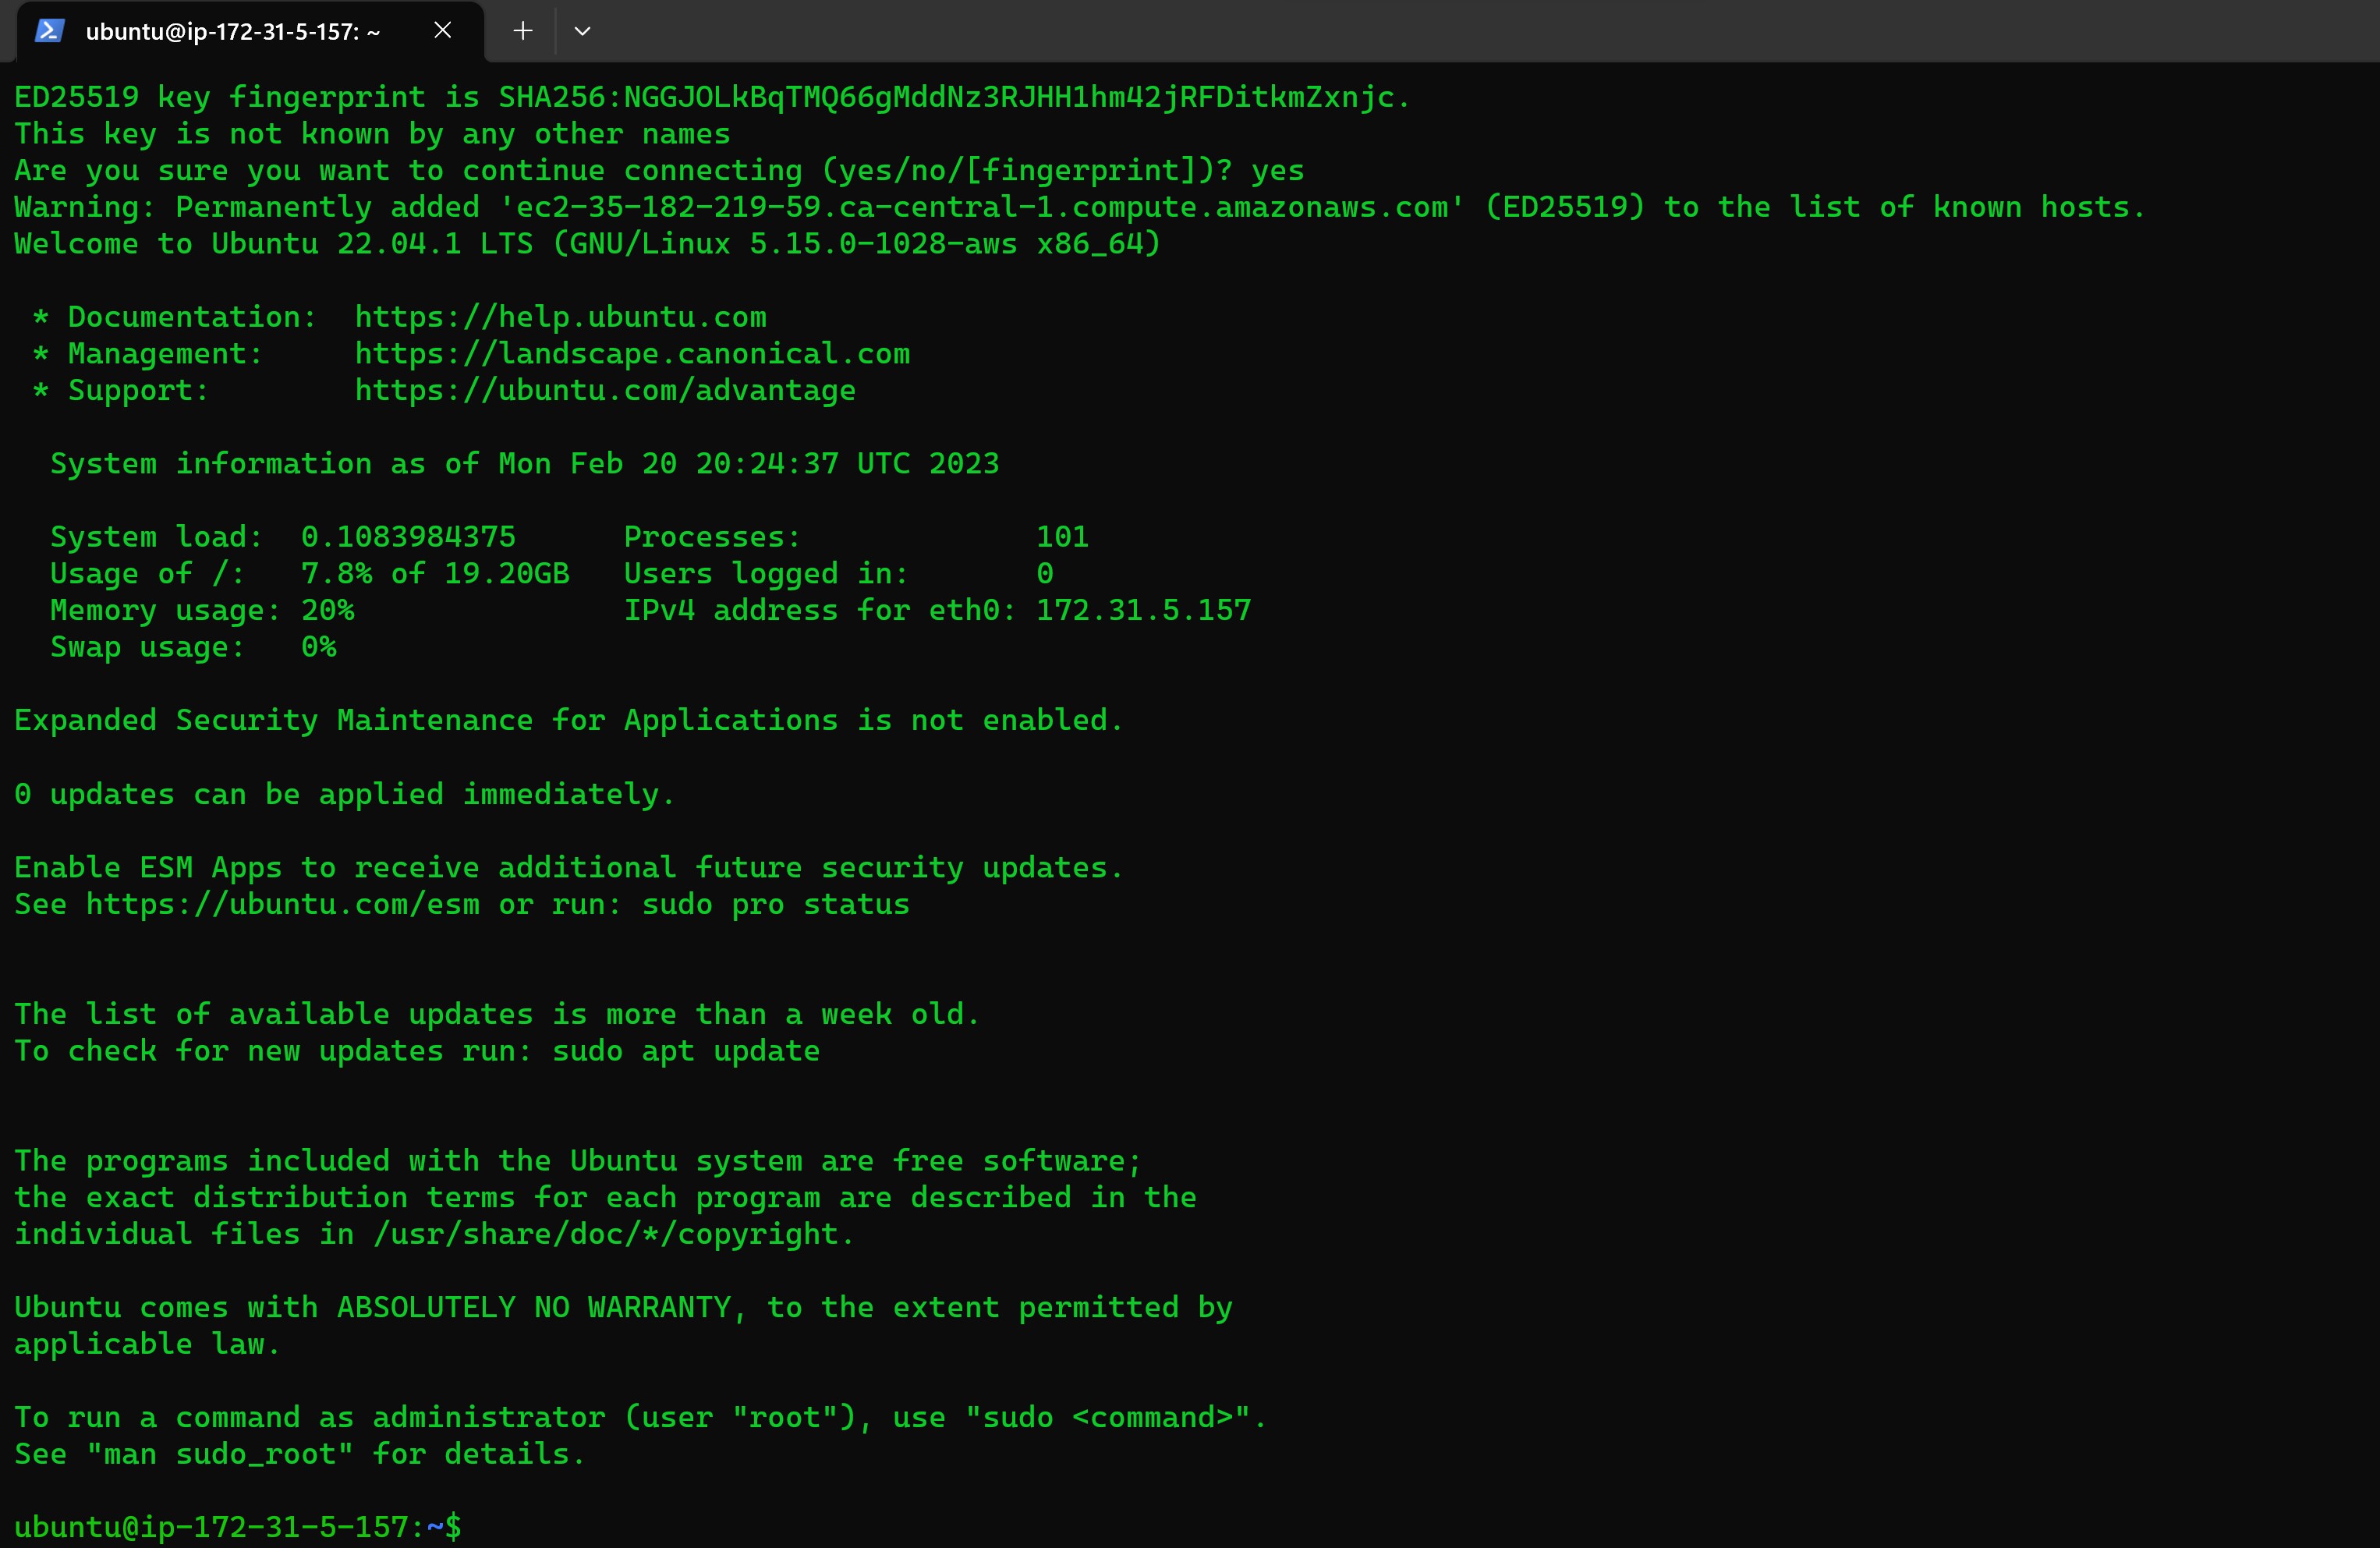 ubuntu@ip-172-31-5-157: ~
ED25519 key fingerprint is SHA256:NGGJOLkBqTMQ66gMddNz3RJHH1hm42jRFDitkmZxnjc.
This key is not known by any other names
Are you sure you want to continue connecting (yes/no/[fingerprint])? yes
Warning: Permanently added 'ec2-35-182-219-59.ca-central-1.compute.amazonaws.com' (ED25519) to the list of known hosts.
Welcome to Ubuntu 22.04.1 LTS (GNU/Linux 5.15.0-1028-aws x86_64)

 * Documentation:  https://help.ubuntu.com
 * Management:     https://landscape.canonical.com
 * Support:        https://ubuntu.com/advantage

  System information as of Mon Feb 20 20:24:37 UTC 2023

  System load:  0.1083984375      Processes:             101
  Usage of /:   7.8% of 19.20GB   Users logged in:       0
  Memory usage: 20%               IPv4 address for eth0: 172.31.5.157
  Swap usage:   0%

Expanded Security Maintenance for Applications is not enabled.

0 updates can be applied immediately.

Enable ESM Apps to receive additional future security updates.
See https://ubuntu.com/esm or run: sudo pro status

The list of available updates is more than a week old.
To check for new updates run: sudo apt update

The programs included with the Ubuntu system are free software;
the exact distribution terms for each program are described in the
individual files in /usr/share/doc/*/copyright.

Ubuntu comes with ABSOLUTELY NO WARRANTY, to the extent permitted by
applicable law.

To run a command as administrator (user "root"), use "sudo <command>".
See "man sudo_root" for details.

ubuntu@ip-172-31-5-157:~$